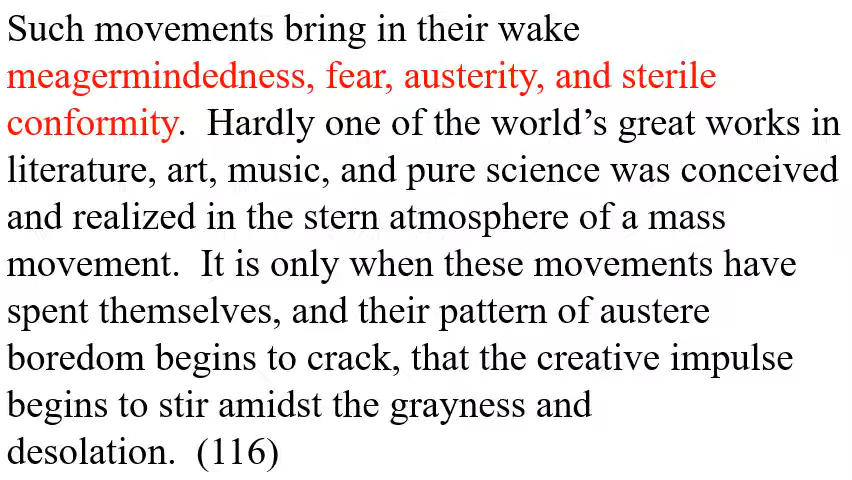 Such movements bring in their wake
meagermindedness, fear, austerity, and sterile
conformity.  Hardly one of the world’s great works in
literature, art, music, and pure science was conceived
and realized in the stern atmosphere of a mass
movement.  It is only when these movements have
spent themselves, and their pattern of austere
boredom begins to crack, that the creative impulse
begins to stir amidst the grayness and
desolation.  (116)